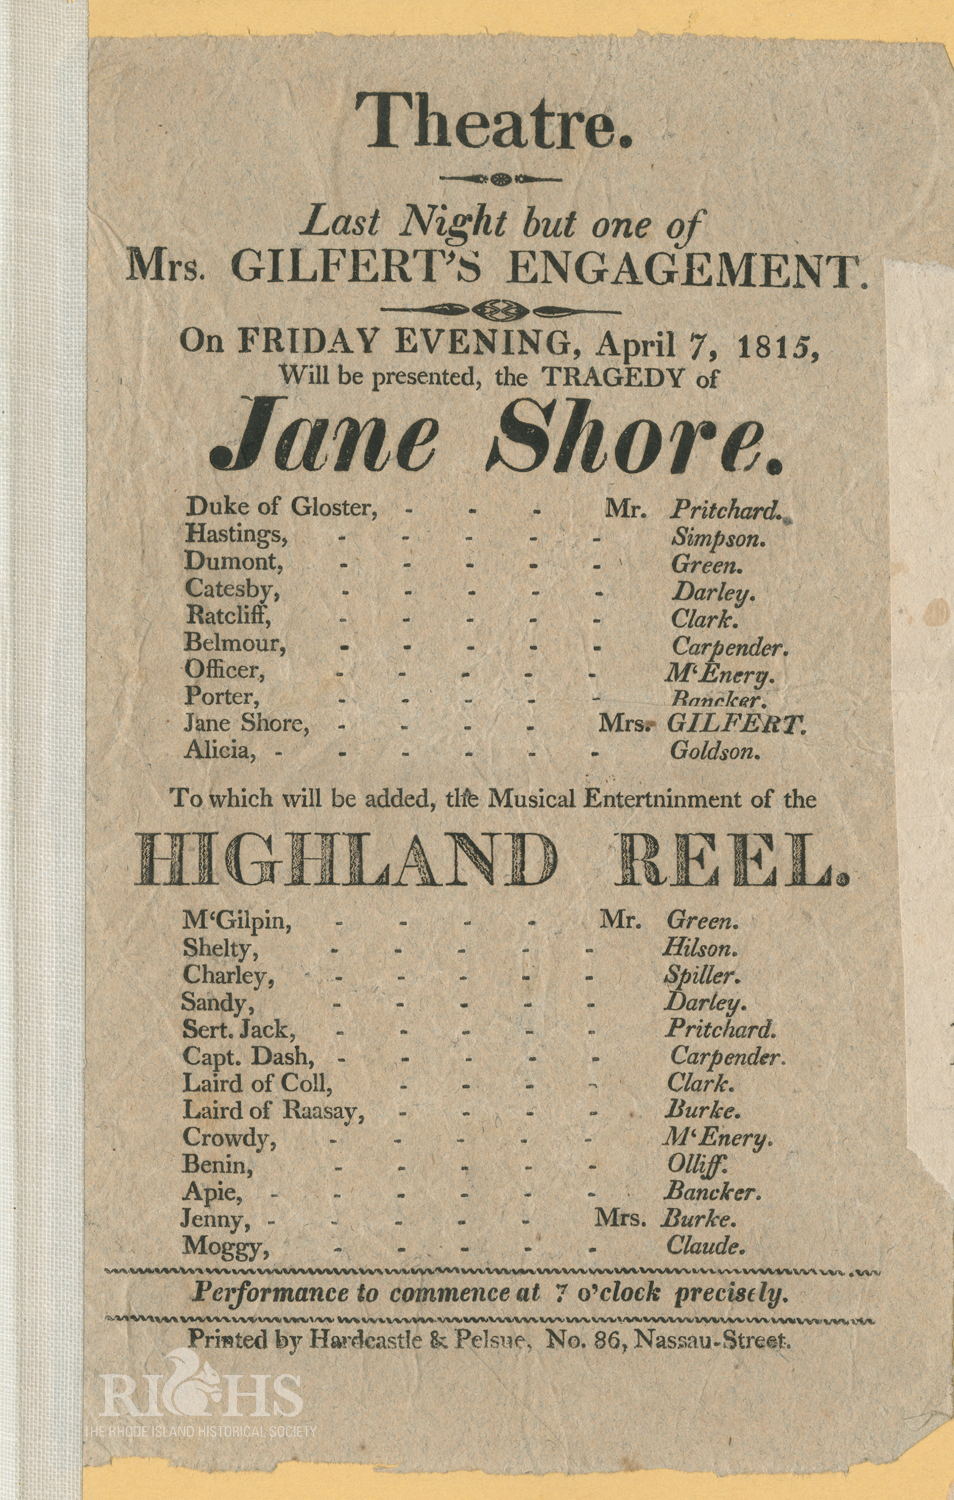 Theatre.
Last Night but one of
Mrs. GILFERT'S ENGAGEMENT.
On FRIDAY EVENING, April 7, 1815,
Will be presented, the TRAGEDY of
Jane Shore.
Duke of Gloster, - - - Mr. Pritchard.
Hastings, - - - - - Simpson.
Dumont, - - - - - Green.
Catesby, - - - - - Darley.
Ratcliff, - - - - - Clark.
Belmour, - - - - - Carpender.
Officer, - - - - - M‘Enery.
Porter, - - - - - Bancker.
Jane Shore, - - - - Mrs. GILFERT.
Alicia, - - - - - - Goldson.
To which will be added, the Musical Entertninment of the
HIGHLAND REEL.
M‘Gilpin, - - - - Mr. Green.
Shelty, - - - - - Hilson.
Charley, - - - - - Spiller.
Sandy, - - - - - Darley.
Sert. Jack, - - - - - Pritchard.
Capt. Dash, - - - - - Carpender.
Laird of Coll, - - - - Clark.
Laird of Raasay, - - - - Burke.
Crowdy, - - - - - M‘Enery.
Benin, - - - - - Olliff.
Apie, - - - - - - Bancker.
Jenny, - - - - - Mrs. Burke.
Moggy, - - - - - Claude.
Performance to commence at 7 o'clock precisely.
Printed by Hardcastle & Pelsue, No. 86, Nassau-Street.
RIHS
THE RHODE ISLAND HISTORICAL SOCIETY